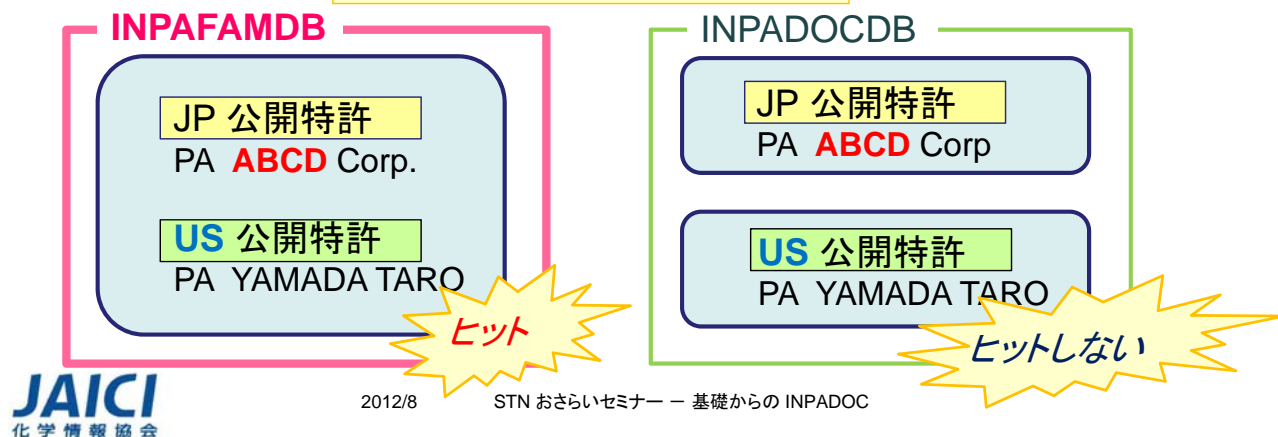 INPAFAMDB
JP 公開特許
PA ABCD Corp.
US 公開特許
PA YAMADA TARO
ヒット
INPADOCDB
JP 公開特許
PA ABCD Corp
US 公開特許
PA YAMADA TARO
ヒットしない
JAICI
化学情報協会
2012/8 STN おさらいセミナー － 基礎からの INPADOC